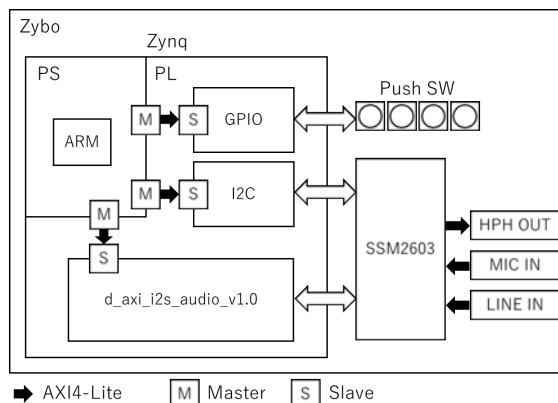 Zybo
Zynq
PS
PL
Push SW
M
S
GPIO
ARM
M
S
I2C
M
S
SSM2603
HPH OUT
MIC IN
LINE IN
d_axi_i2s_audio_v1.0
AXI4-Lite
M Master
S Slave